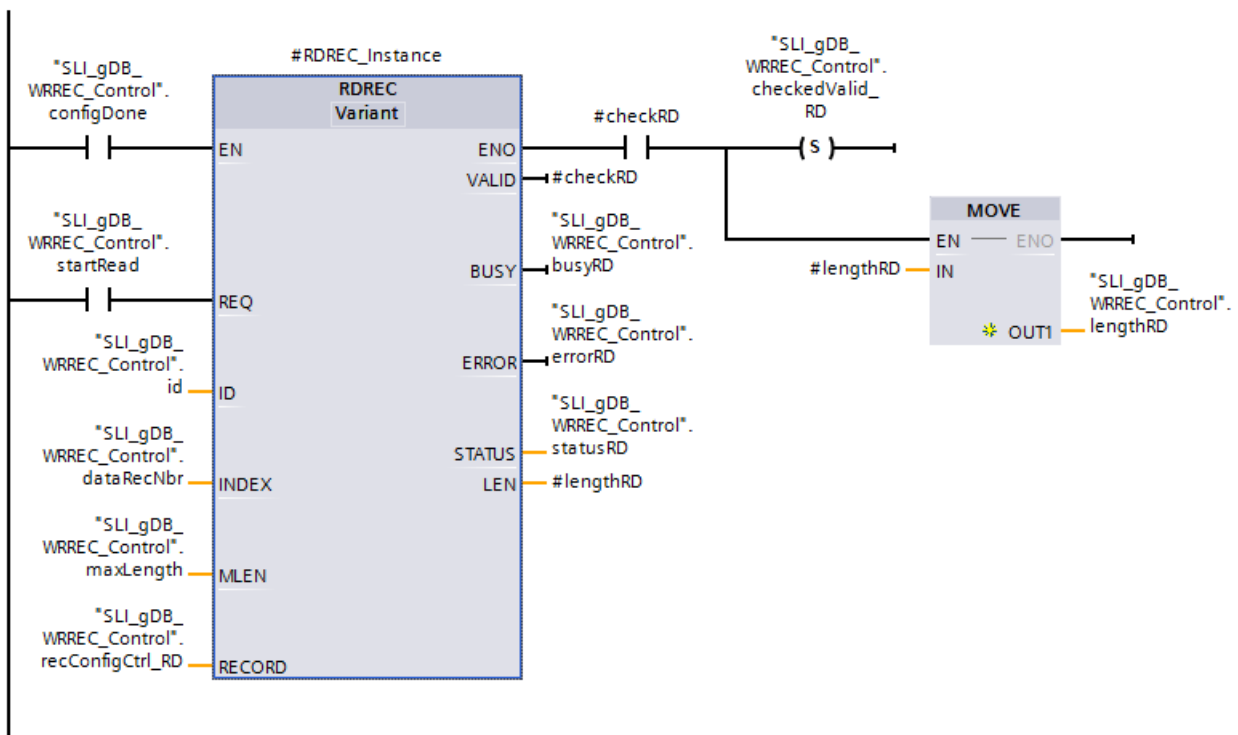 #RDREC_Instance
"SLI_gDB_
WRREC_Control".
configDone
RDREC
Variant
EN
ENO
#checkRD
"SLI_gDB_
WRREC_Control".
checkedValid_
RD
S
VALID
#checkRD
"SLI_gDB_
WRREC_Control".
startRead
REQ
BUSY
"SLI_gDB_
WRREC_Control".
busyRD
MOVE
EN
ENO
#lengthRD
IN
OUT1
"SLI_gDB_
WRREC_Control".
lengthRD
"SLI_gDB_
WRREC_Control".
id
ID
ERROR
"SLI_gDB_
WRREC_Control".
errorRD
"SLI_gDB_
WRREC_Control".
dataRecNbr
INDEX
STATUS
"SLI_gDB_
WRREC_Control".
statusRD
LEN
#lengthRD
"SLI_gDB_
WRREC_Control".
maxLength
MLEN
"SLI_gDB_
WRREC_Control".
recConfigCtrl_RD
RECORD